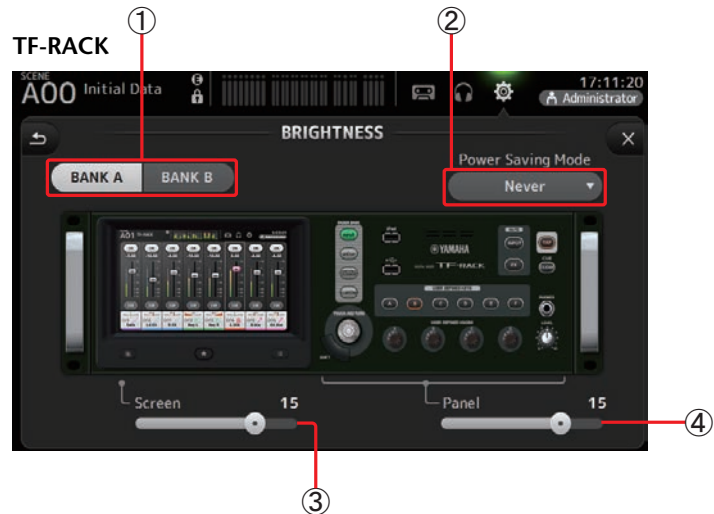 ① ②
TF-RACK
SCENE
A00 Initial Data E 17:11:20
Administrator
BRIGHTNESS
Power Saving Mode
BANK A BANK B Never
YAMAHA
TF-RACK
INPUT
A B C D E F
Screen 15 Panel 15
④
③